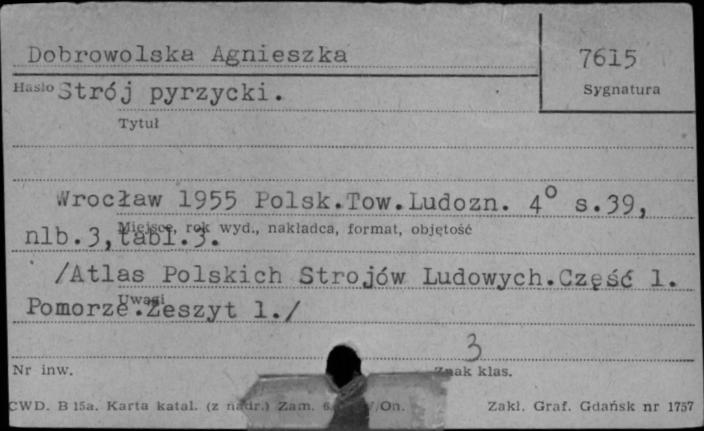 Dobrowolska Agnieszka
7615
Hasło Strój pyrzycki.
Sygnatura
Tytuł
Wrocław 1955 Polsk.Tow.Ludozn. 4° s.39,
Miejsce, rok wyd., nakładca, format, objętość
nlb.3,tabl.3.
/Atlas Polskich Strojów Ludowych.Część 1.
Uwagi
Pomorze.Zeszyt 1./
3
Nr inw.
Znak klas.
CWD. B 15a. Karta katal. (z nadr.) Zam. On.
Zakl. Graf. Gdańsk nr 1757